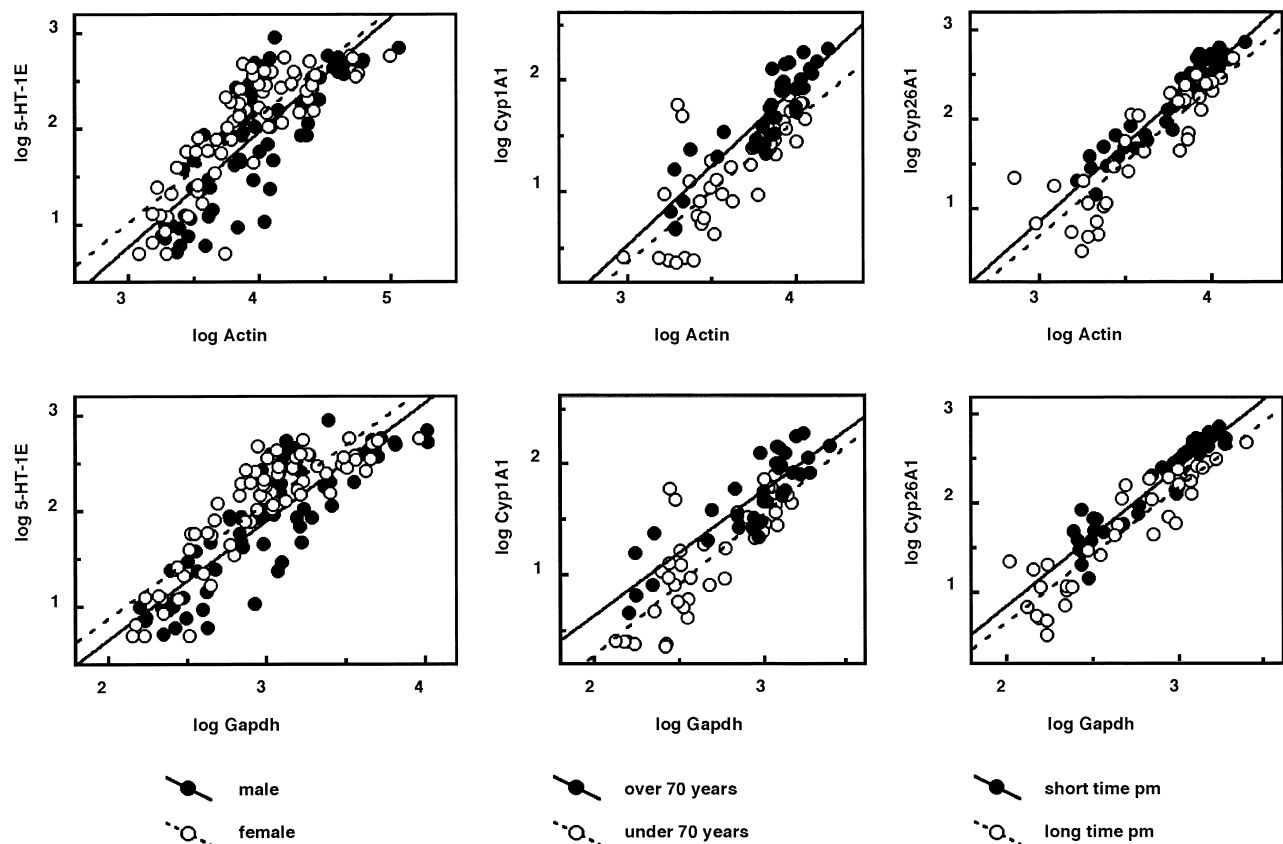 3
2
1
log 5-HT-1E
3
4
5
log Actin
2
1
log Cyp1A1
3
4
log Actin
3
2
1
log Cyp26A1
3
4
log Actin
3
2
1
log 5-HT-1E
2
3
4
log Gapdh
2
1
log Cyp1A1
2
3
log Gapdh
3
2
1
log Cyp26A1
2
3
log Gapdh
male
female
over 70 years
under 70 years
short time pm
long time pm